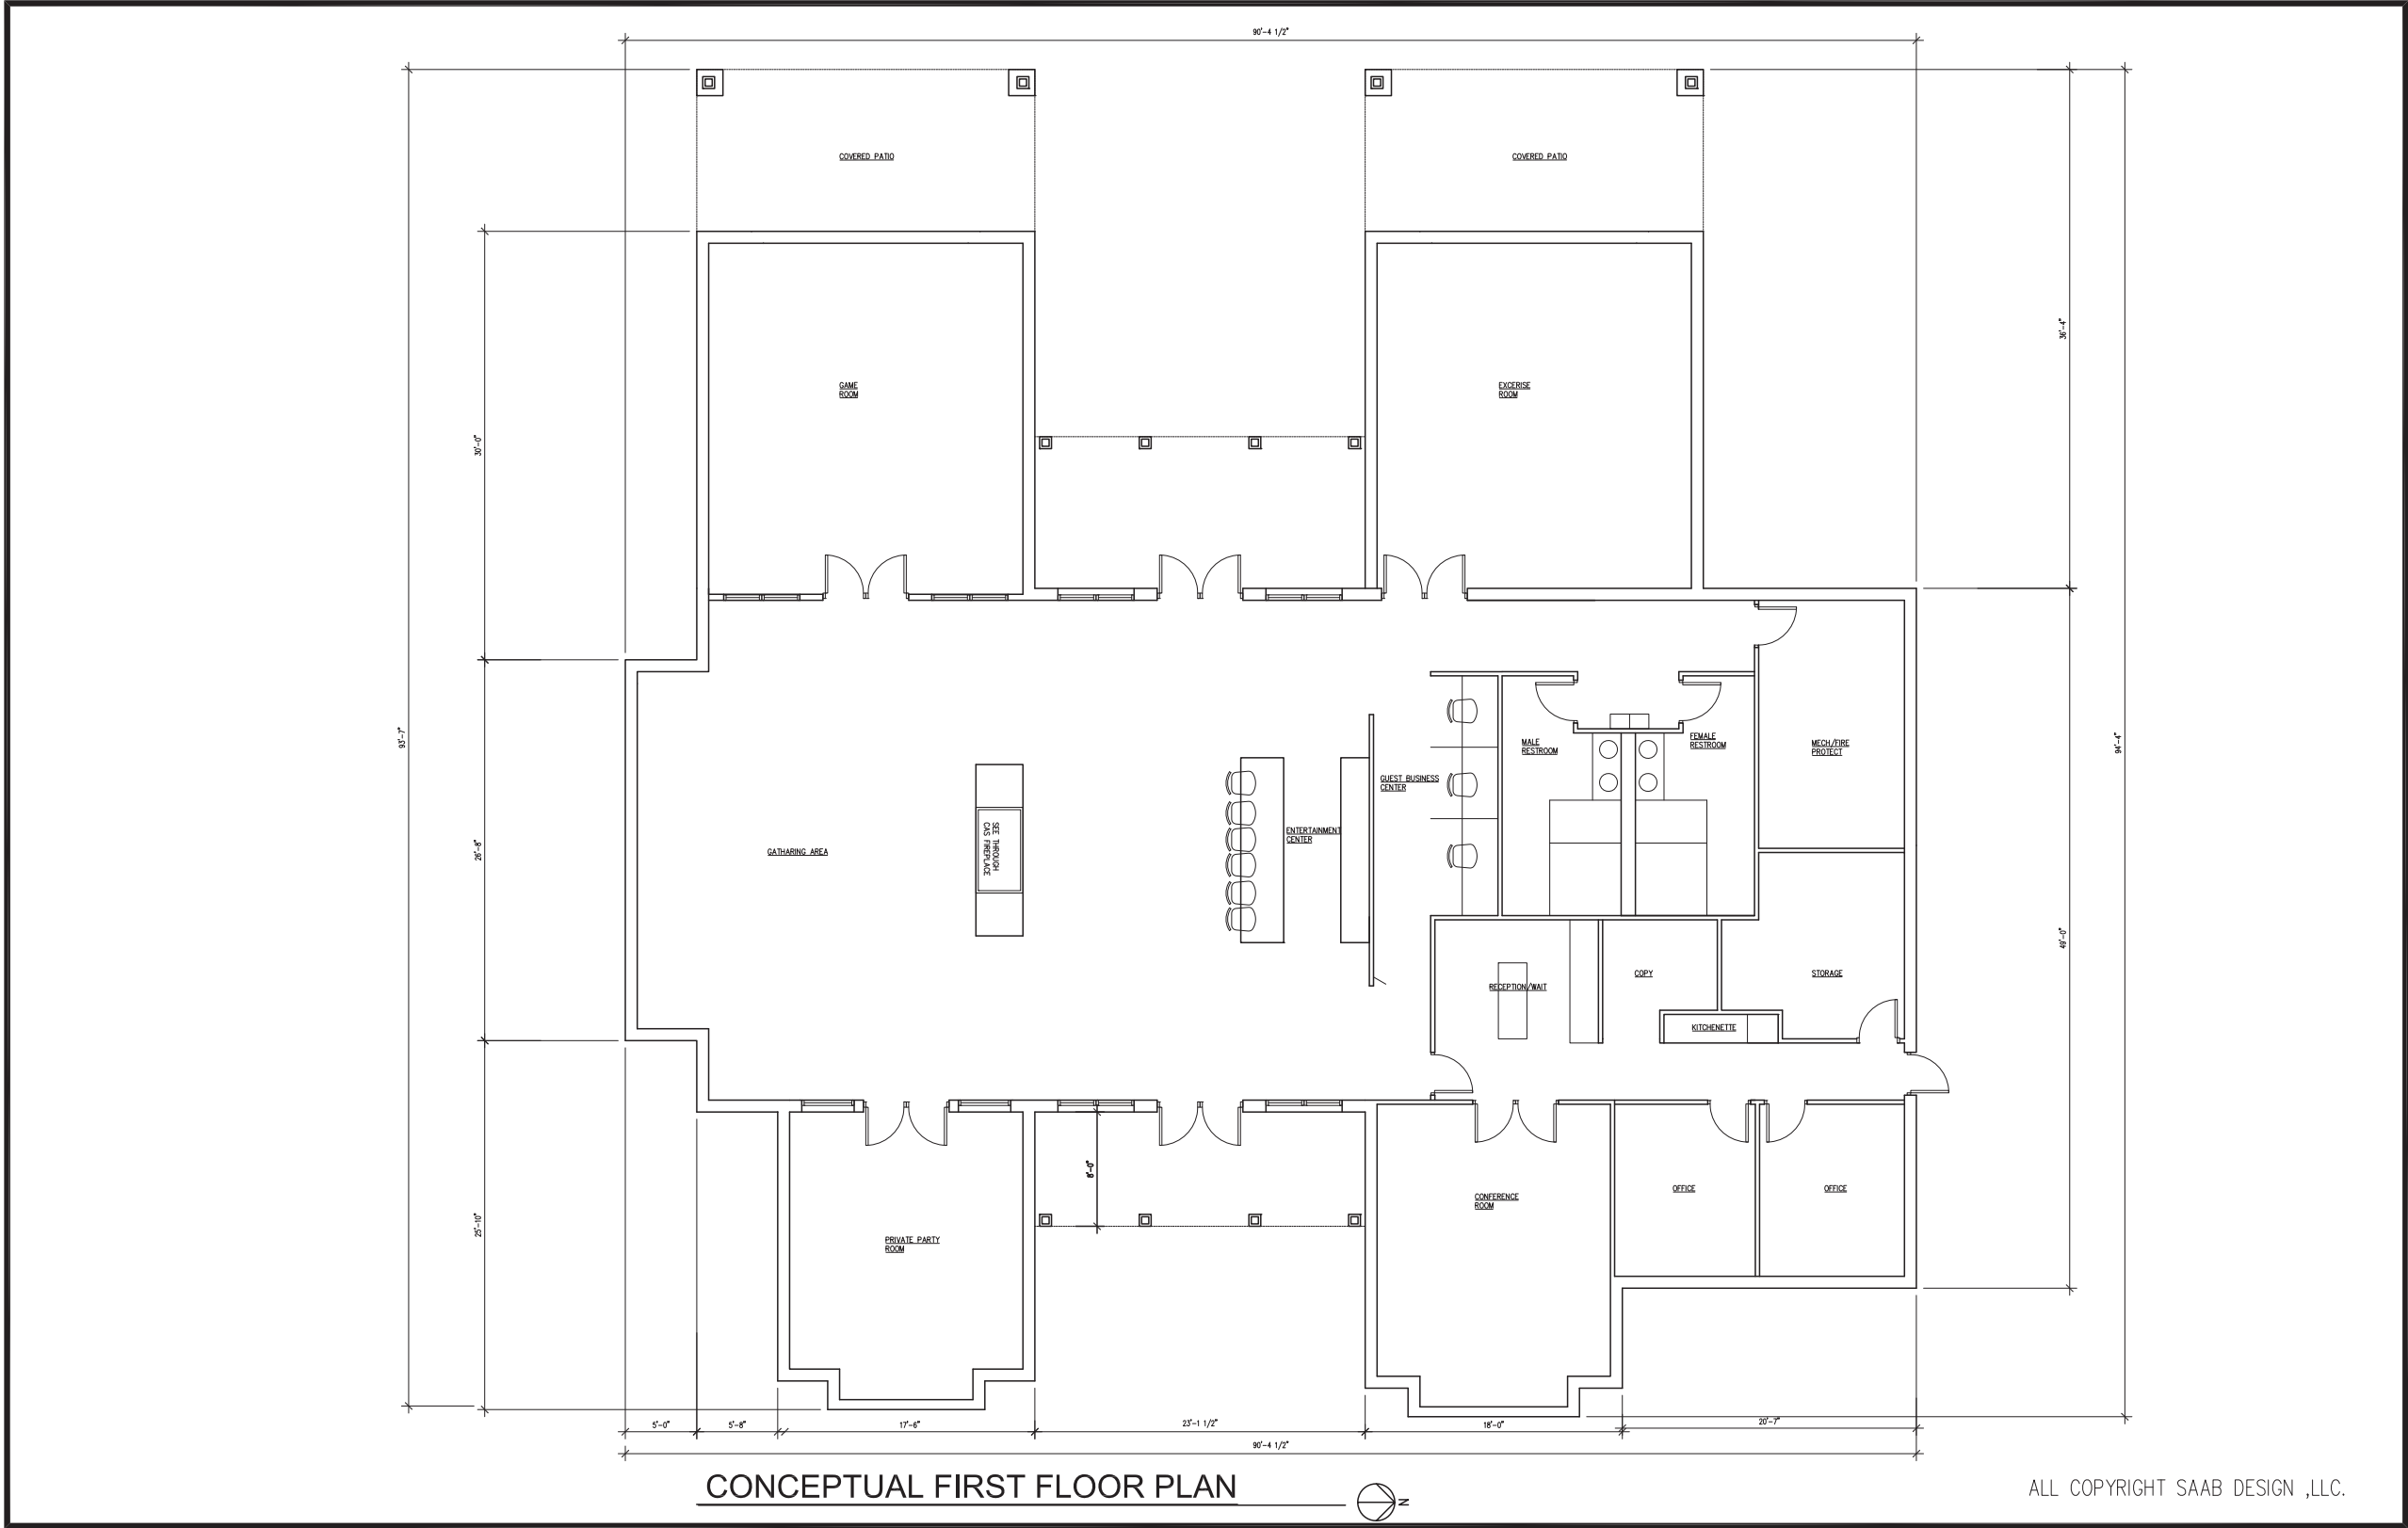 90'-4 1/2"
COVERED PATIO
COVERED PATIO
36'-4"
GAME
ROOM
EXCERISE
ROOM
30'-0"
93'-7"
94'-4"
MALE
RESTROOM
FEMALE
RESTROOM
MECH/FIRE
PROTECT
GUEST BUSINESS
CENTER
ENTERTAINMENT
CENTER
SEE THROUGH
CAS FIREPLACE
GATHARING AREA
26'-8"
49'-0"
RECEPTION/WAIT
COPY
STORAGE
KITCHENETTE
8'-0"
OFFICE
OFFICE
CONFERENCE
ROOM
25'-10"
PRIVATE PARTY
ROOM
5'-0"
5'-8"
17'-6"
23'-1 1/2"
18'-0"
20'-7"
90'-4 1/2"
CONCEPTUAL FIRST FLOOR PLAN
N
ALL COPYRIGHT SAAB DESIGN ,LLC.